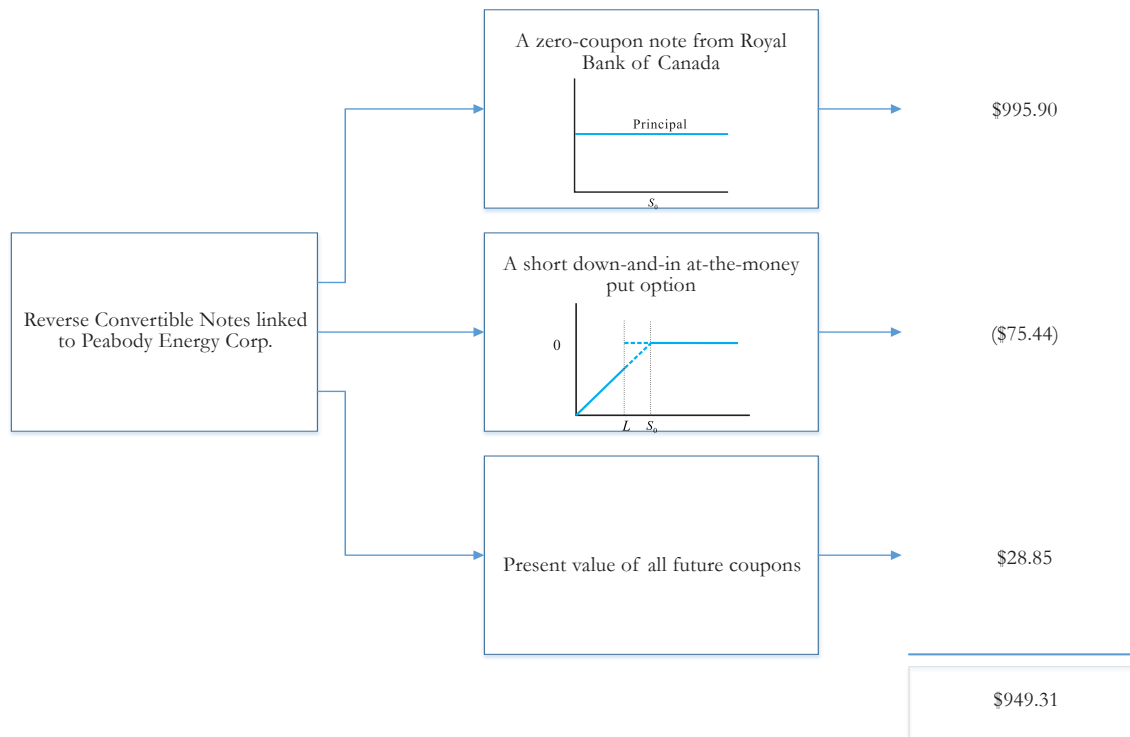 A zero-coupon note from Royal
Bank of Canada
Principal
S₀
$995.90
Reverse Convertible Notes linked
to Peabody Energy Corp.
A short down-and-in at-the-money
put option
0
L S₀
($75.44)
Present value of all future coupons
$28.85
$949.31